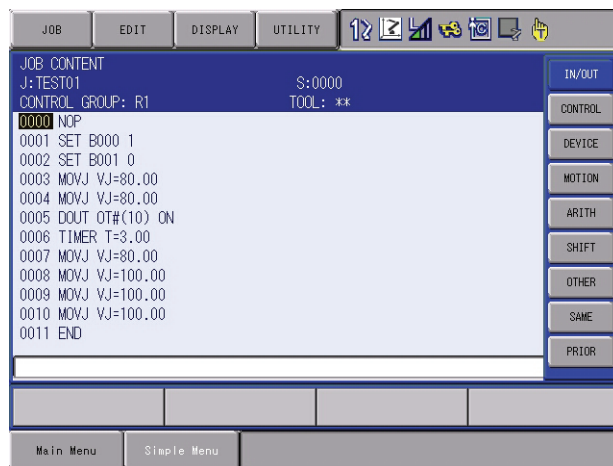 JOB EDIT DISPLAY UTILITY
JOB CONTENT
J:TEST01 S:0000
CONTROL GROUP: R1 TOOL: **
0000 NOP
0001 SET B000 1
0002 SET B001 0
0003 MOVJ VJ=80.00
0004 MOVJ VJ=80.00
0005 DOUT OT#(10) ON
0006 TIMER T=3.00
0007 MOVJ VJ=80.00
0008 MOVJ VJ=100.00
0009 MOVJ VJ=100.00
0010 MOVJ VJ=100.00
0011 END
IN/OUT
CONTROL
DEVICE
MOTION
ARITH
SHIFT
OTHER
SAME
PRIOR
Main Menu Simple Menu